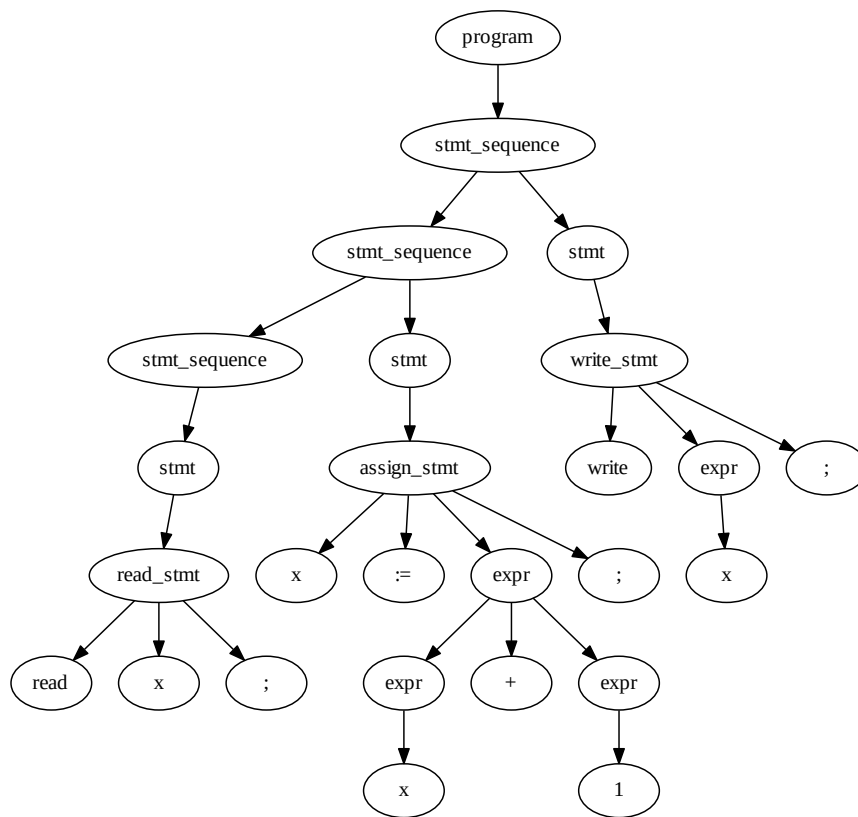 program
stmt_sequence
stmt_sequence
stmt
stmt_sequence
stmt
write_stmt
stmt
assign_stmt
write
expr
;
read_stmt
x
:=
expr
;
x
read
x
;
expr
+
expr
x
1